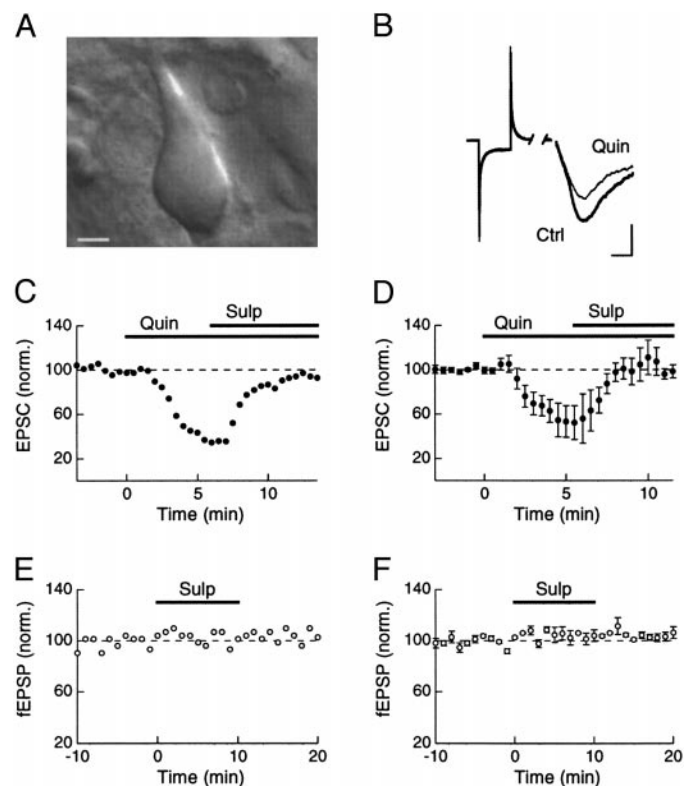 A
B
Quin
Ctrl
C
Sulp
Quin
140
100
60
20
EPSC (norm.)
0 5 10
Time (min)
D
Sulp
Quin
140
100
60
20
EPSC (norm.)
0 5 10
Time (min)
E
Sulp
140
100
60
20
fEPSP (norm.)
-10 0 10 20
Time (min)
F
Sulp
140
100
60
20
fEPSP (norm.)
-10 0 10 20
Time (min)